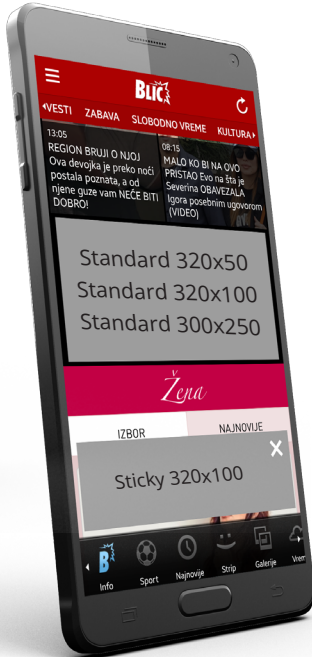 BLIC
VESTI ZABAVA SLOBODNO VREME KULTURA
13:05
REGION BRUJI O NJOJ
Ova devojka je preko noći
postala poznata, a od
njene guze vam NEĆE BITI
DOBRO!
08:15
MALO KO BI NA OVO
PRISTAO Evo na šta je
Severina OBAVEZALA
Igora posebnim ugovorom
(VIDEO)
Standard 320x50
Standard 320x100
Standard 300x250
Žena
IZBOR NAJNOVIJE
Sticky 320x100
X
B
Info Sport Najnovije Strip Galerije Vrem